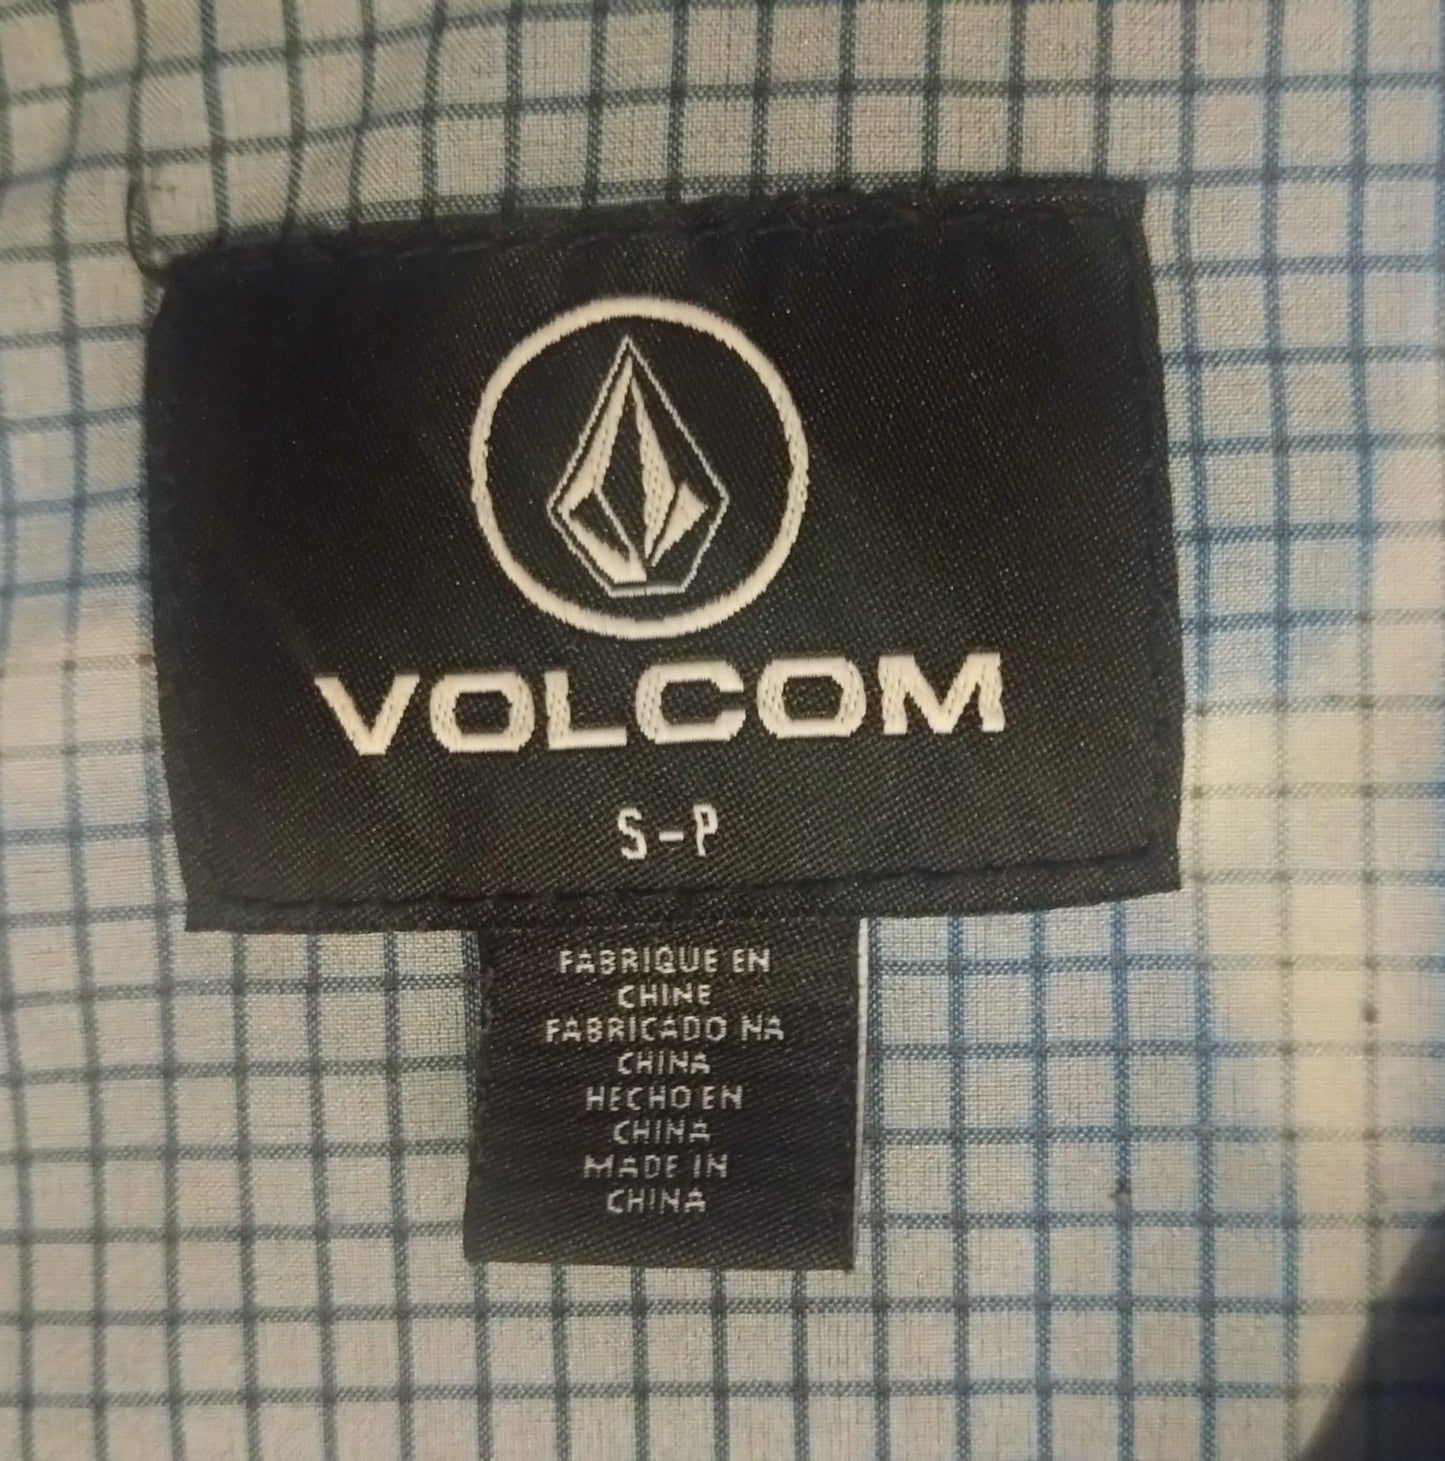 VOLCOM
S-P
FABRIQUE EN
CHINE
FABRICADO NA
CHINA
HECHO EN
CHINA
MADE IN
CHINA